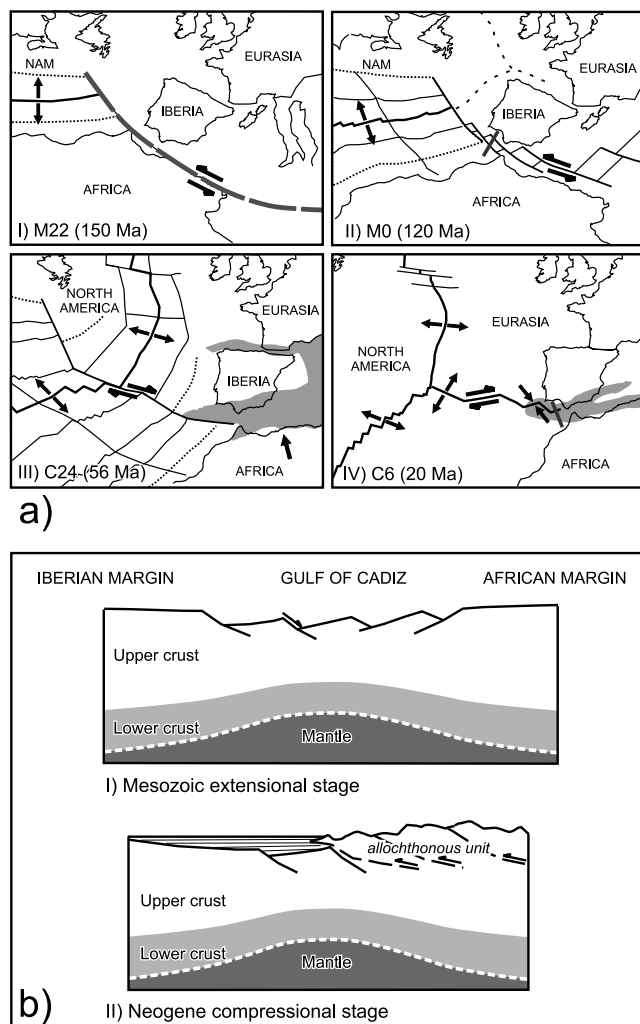 NAM
EURASIA
IBERIA
AFRICA
I) M22 (150 Ma)
NAM
EURASIA
IBERIA
AFRICA
II) M0 (120 Ma)
NORTH
AMERICA
EURASIA
IBERIA
AFRICA
III) C24 (56 Ma)
EURASIA
NORTH
AMERICA
AFRICA
IV) C6 (20 Ma)
a)
IBERIAN MARGIN GULF OF CADIZ AFRICAN MARGIN
Upper crust
Lower crust
Mantle
I) Mesozoic extensional stage
allochthonous unit
Upper crust
Lower crust
Mantle
II) Neogene compressional stage
b)